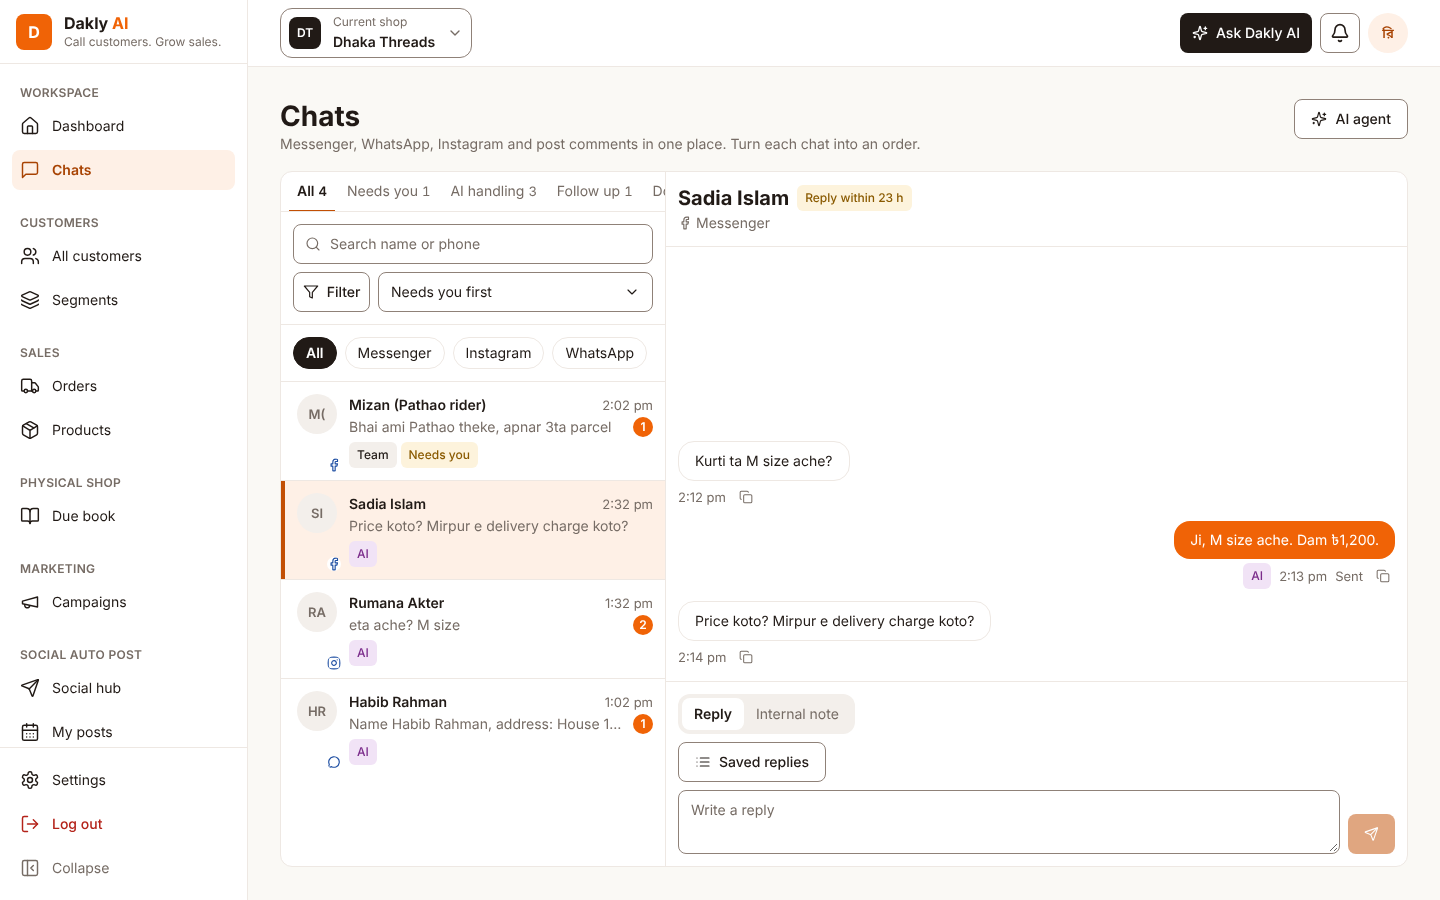 D
Dakly AI
Call customers. Grow sales.
WORKSPACE
Dashboard
Chats
CUSTOMERS
All customers
Segments
SALES
Orders
Products
PHYSICAL SHOP
Due book
MARKETING
Campaigns
SOCIAL AUTO POST
Social hub
My posts
Settings
Log out
Collapse
DT
Current shop
Dhaka Threads
Ask Dakly AI
রি
Chats
Messenger, WhatsApp, Instagram and post comments in one place. Turn each chat into an order.
AI agent
All 4 Needs you 1 AI handling 3 Follow up 1
Search name or phone
Filter
Needs you first
All Messenger Instagram WhatsApp
M(
Mizan (Pathao rider) 2:02 pm
Bhai ami Pathao theke, apnar 3ta parcel 1
Team Needs you
SI
Sadia Islam 2:32 pm
Price koto? Mirpur e delivery charge koto?
AI
RA
Rumana Akter 1:32 pm
eta ache? M size 2
AI
HR
Habib Rahman 1:02 pm
Name Habib Rahman, address: House 1... 1
AI
Sadia Islam Reply within 23 h
Messenger
Kurti ta M size ache?
2:12 pm
Ji, M size ache. Dam ৳1,200.
AI 2:13 pm Sent
Price koto? Mirpur e delivery charge koto?
2:14 pm
Reply Internal note
Saved replies
Write a reply